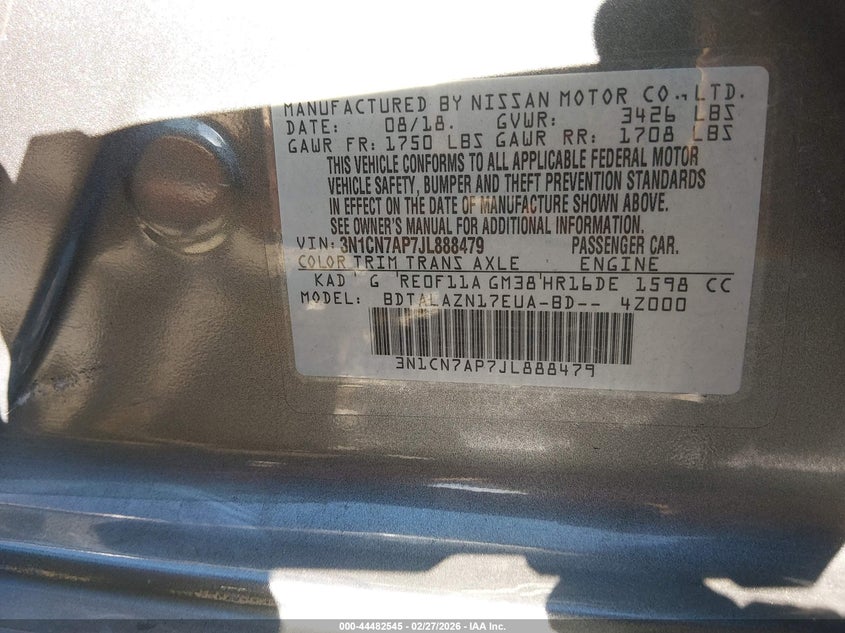 MANUFACTURED BY NISSAN MOTOR CO., LTD.
DATE: 08/18. GVWR: 3426 LBS
GAWR FR: 1750 LBS GAWR RR: 1708 LBS
THIS VEHICLE CONFORMS TO ALL APPLICABLE FEDERAL MOTOR
VEHICLE SAFETY, BUMPER AND THEFT PREVENTION STANDARDS
IN EFFECT ON THE DATE OF MANUFACTURE SHOWN ABOVE.
SEE OWNER'S MANUAL FOR ADDITIONAL INFORMATION.
VIN: 3N1CN7AP7JL888479 PASSENGER CAR.
COLOR TRIM TRANS AXLE ENGINE
KAD G RE0F11A GM38 HR16DE 1598 CC
MODEL: BDTALAZN17EUA-BD-- 4Z000
3N1CN7AP7JL888479
000-44482545 | 02/27/2026 - IAA Inc.